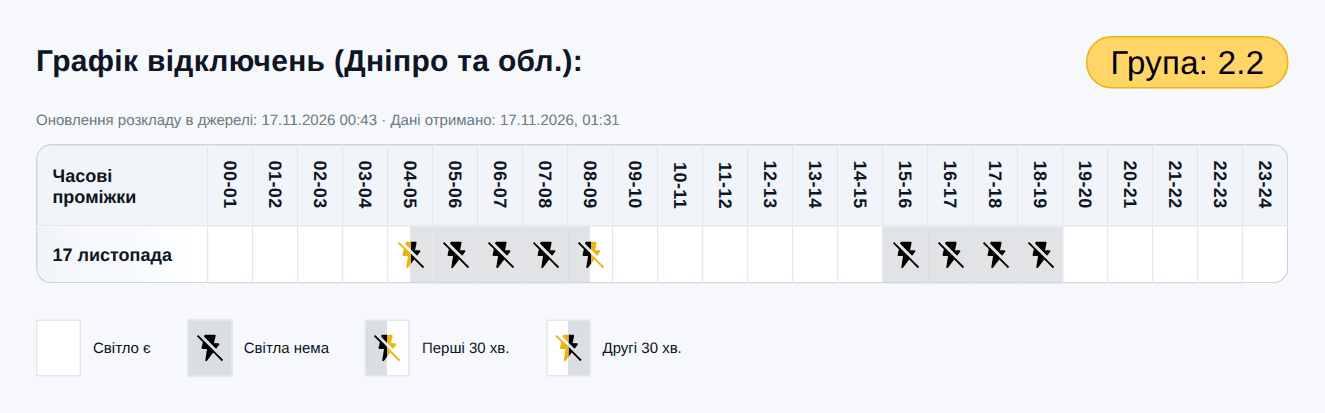 Графік відключень (Дніпро та обл.):
Група: 2.2
Оновлення розкладу в джерелі: 17.11.2026 00:43 · Дані отримано: 17.11.2026, 01:31
Часові
проміжки
00-01
01-02
02-03
03-04
04-05
05-06
06-07
07-08
08-09
09-10
10-11
11-12
12-13
13-14
14-15
15-16
16-17
17-18
18-19
19-20
20-21
21-22
22-23
23-24
17 листопада
Світло є
Світла нема
Перші 30 хв.
Другі 30 хв.